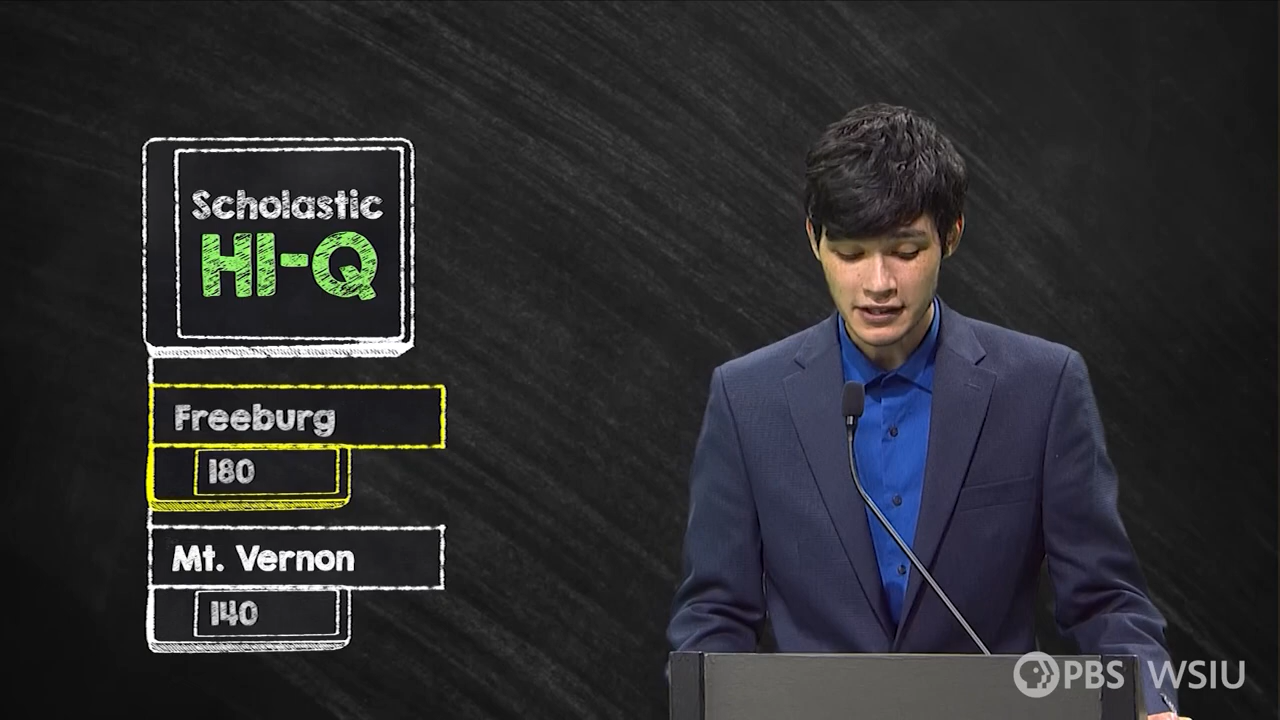 Scholastic
HI-Q
Freeburg
180
Mt. Vernon
140
PBS WSIU